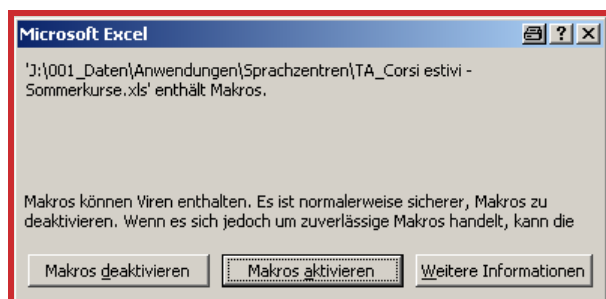 Microsoft Excel
'J:\001_Daten\Anwendungen\Sprachzentren\TA_Corsi estivi -
Sommerkurse.xls' enthält Makros.
Makros können Viren enthalten. Es ist normalerweise sicherer, Makros zu
deaktivieren. Wenn es sich jedoch um zuverlässige Makros handelt, kann die
Makros deaktivieren Makros aktivieren Weitere Informationen